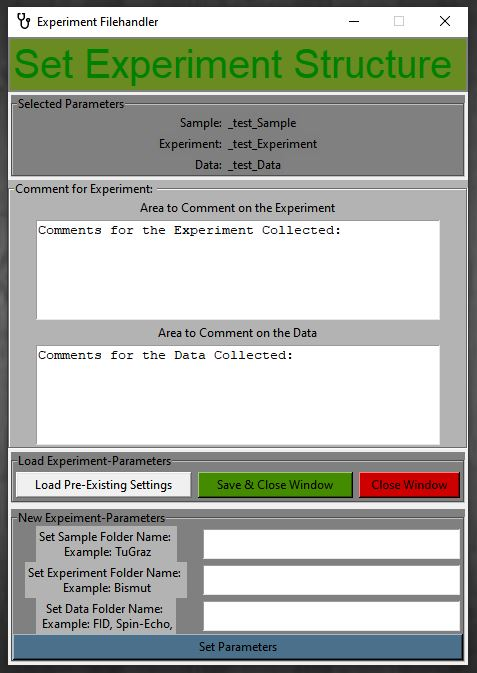 Experiment Filehandler
Set Experiment Structure
Selected Parameters
Sample: _test_Sample
Experiment: _test_Experiment
Data: _test_Data
Comment for Experiment:
Area to Comment on the Experiment
Comments for the Experiment Collected:
Area to Comment on the Data
Comments for the Data Collected:
Load Experiment-Parameters
Load Pre-Existing Settings
Save & Close Window
Close Window
New Expeiment-Parameters
Set Sample Folder Name:
Example: TuGraz
Set Experiment Folder Name:
Example: Bismut
Set Data Folder Name:
Example: FID, Spin-Echo,
Set Parameters